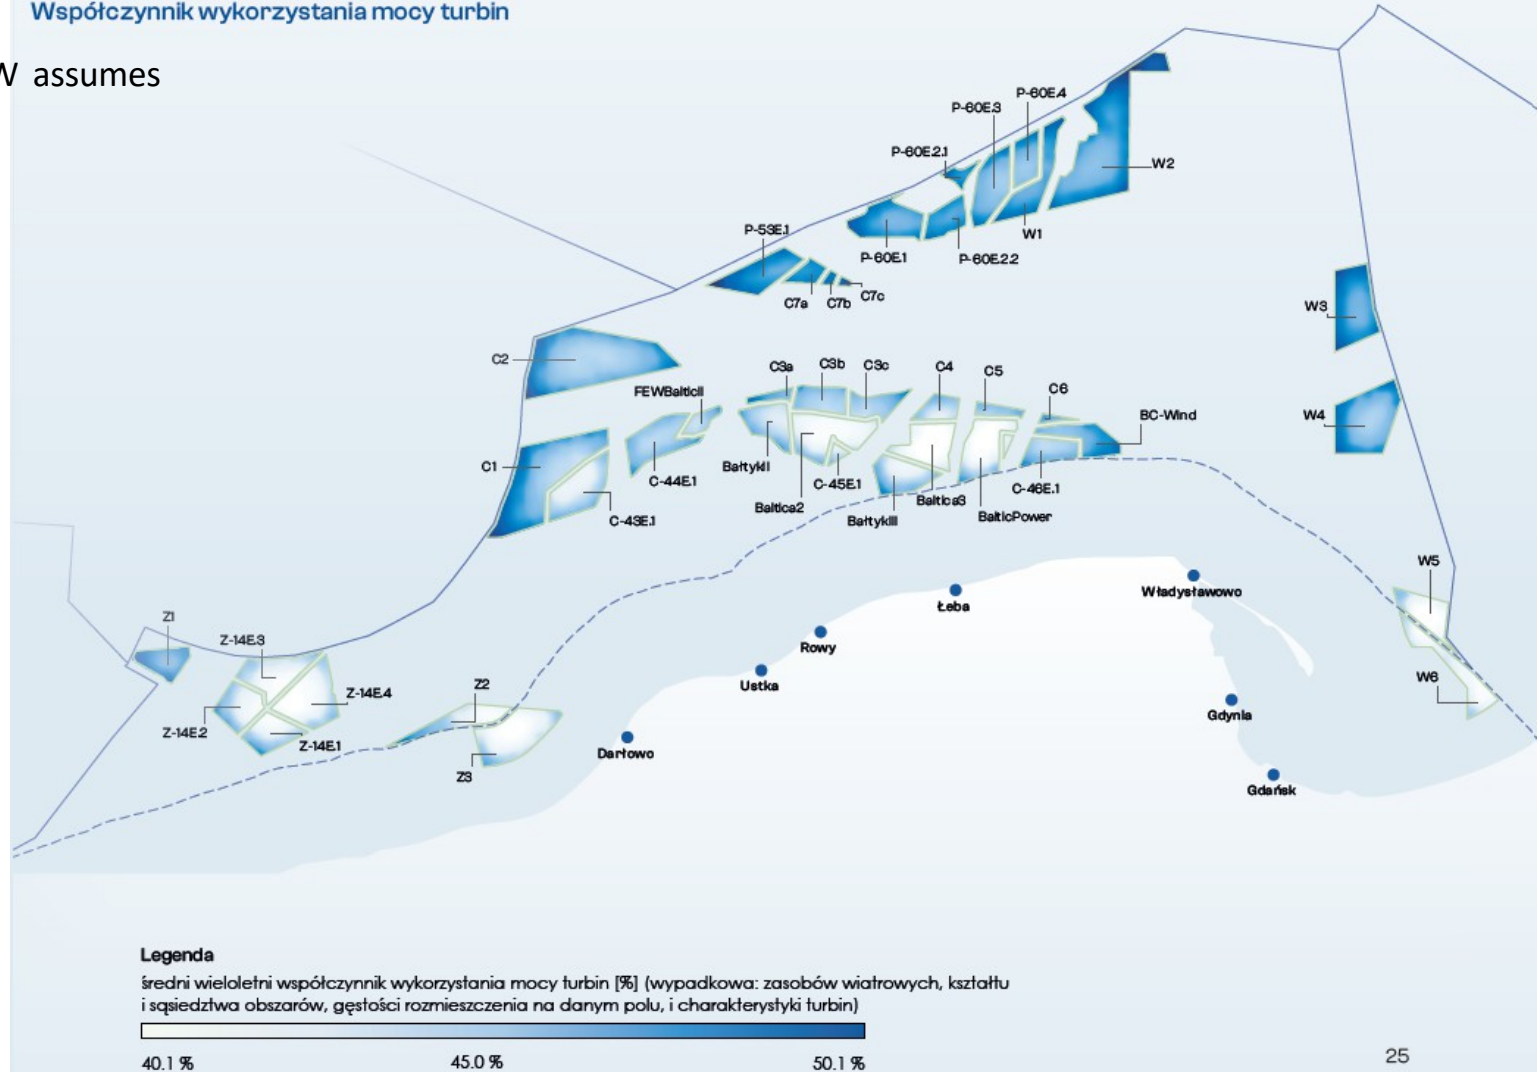 Współczynnik wykorzystania mocy turbin
W assumes
P-60E.4
P-60E.3
P-60E.2.1
W2
P-53E.1
W1
P-60E.1
P-60E.2.2
C7a
C7b
C7c
W3
C2
C3a
C3b
C3c
C4
C5
C6
FEWBalticII
BC-Wind
W4
C1
BałtykII
C-44E.1
C-45E.1
C-46E.1
Baltica2
Baltica3
BałtykIII
BalticPower
C-43E.1
W5
Władysławowo
Łeba
Z1
Z-14E.3
Rowy
Ustka
W6
Z2
Z-14E.4
Gdynia
Z-14E.2
Z-14E.1
Darłowo
Z3
Gdańsk
Legenda
średni wieloletni współczynnik wykorzystania mocy turbin [%] (wypadkowa: zasobów wiatrowych, kształtu
i sąsiedztwa obszarów, gęstości rozmieszczenia na danym polu, i charakterystyki turbin)
40.1 %
45.0 %
50.1 %
25